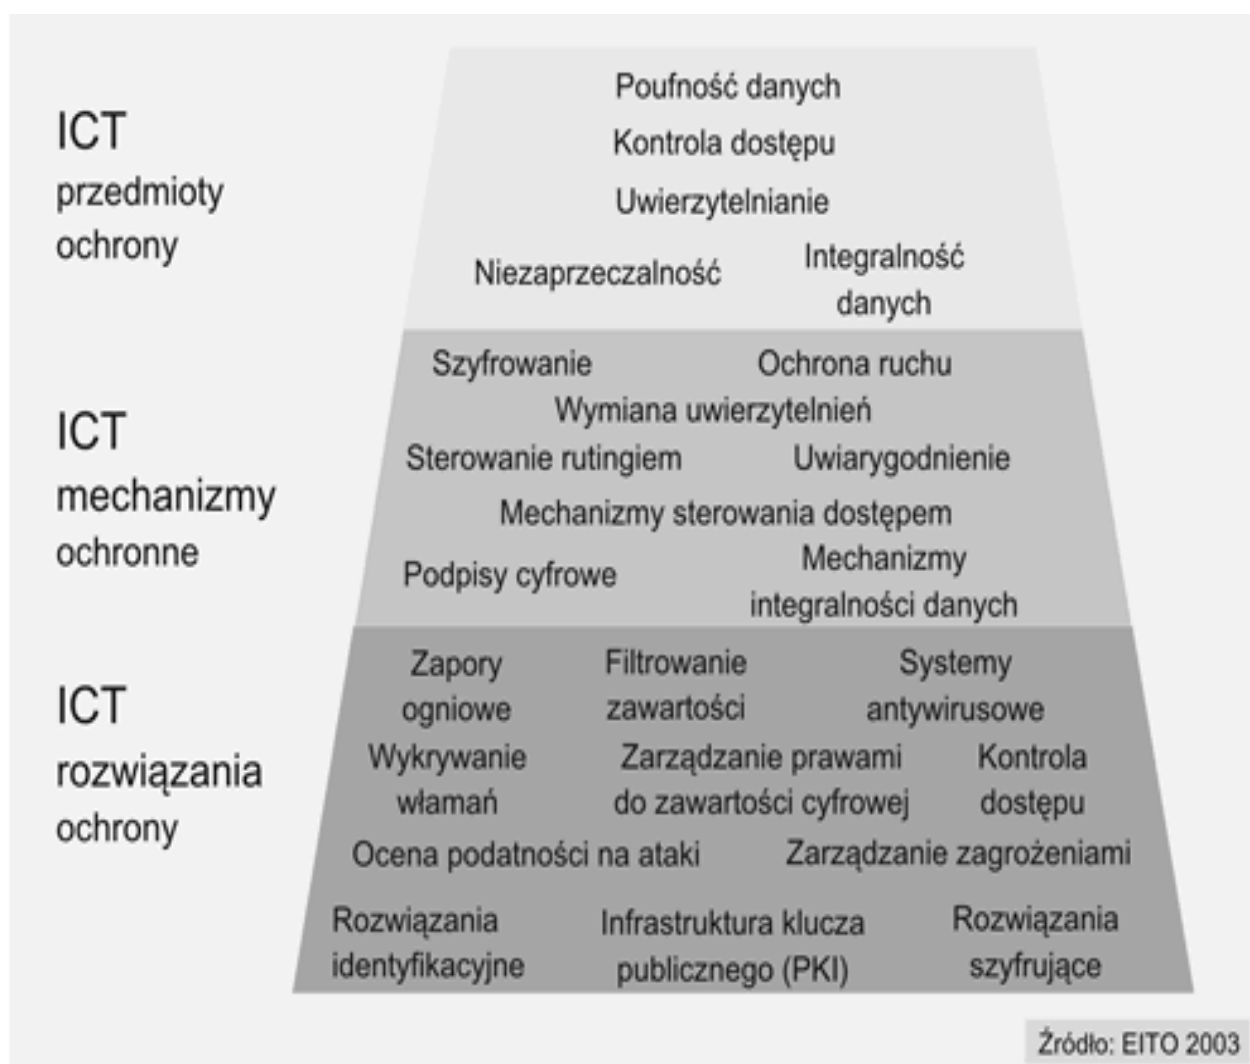 ICT
przedmioty
ochrony
Poufność danych
Kontrola dostępu
Uwierzytelnianie
Niezaprzeczalność
Integralność
danych
ICT
mechanizmy
ochronne
Szyfrowanie
Ochrona ruchu
Wymiana uwierzytelnień
Sterowanie rutingiem
Uwiarygodnienie
Mechanizmy sterowania dostępem
Podpisy cyfrowe
Mechanizmy
integralności danych
ICT
rozwiązania
ochrony
Zapory
ogniowe
Filtrowanie
zawartości
Systemy
antywirusowe
Wykrywanie
włamań
Zarządzanie prawami
do zawartości cyfrowej
Kontrola
dostępu
Ocena podatności na ataki
Zarządzanie zagrożeniami
Rozwiązania
identyfikacyjne
Infrastruktura klucza
publicznego (PKI)
Rozwiązania
szyfrujące
Źródło: EITO 2003